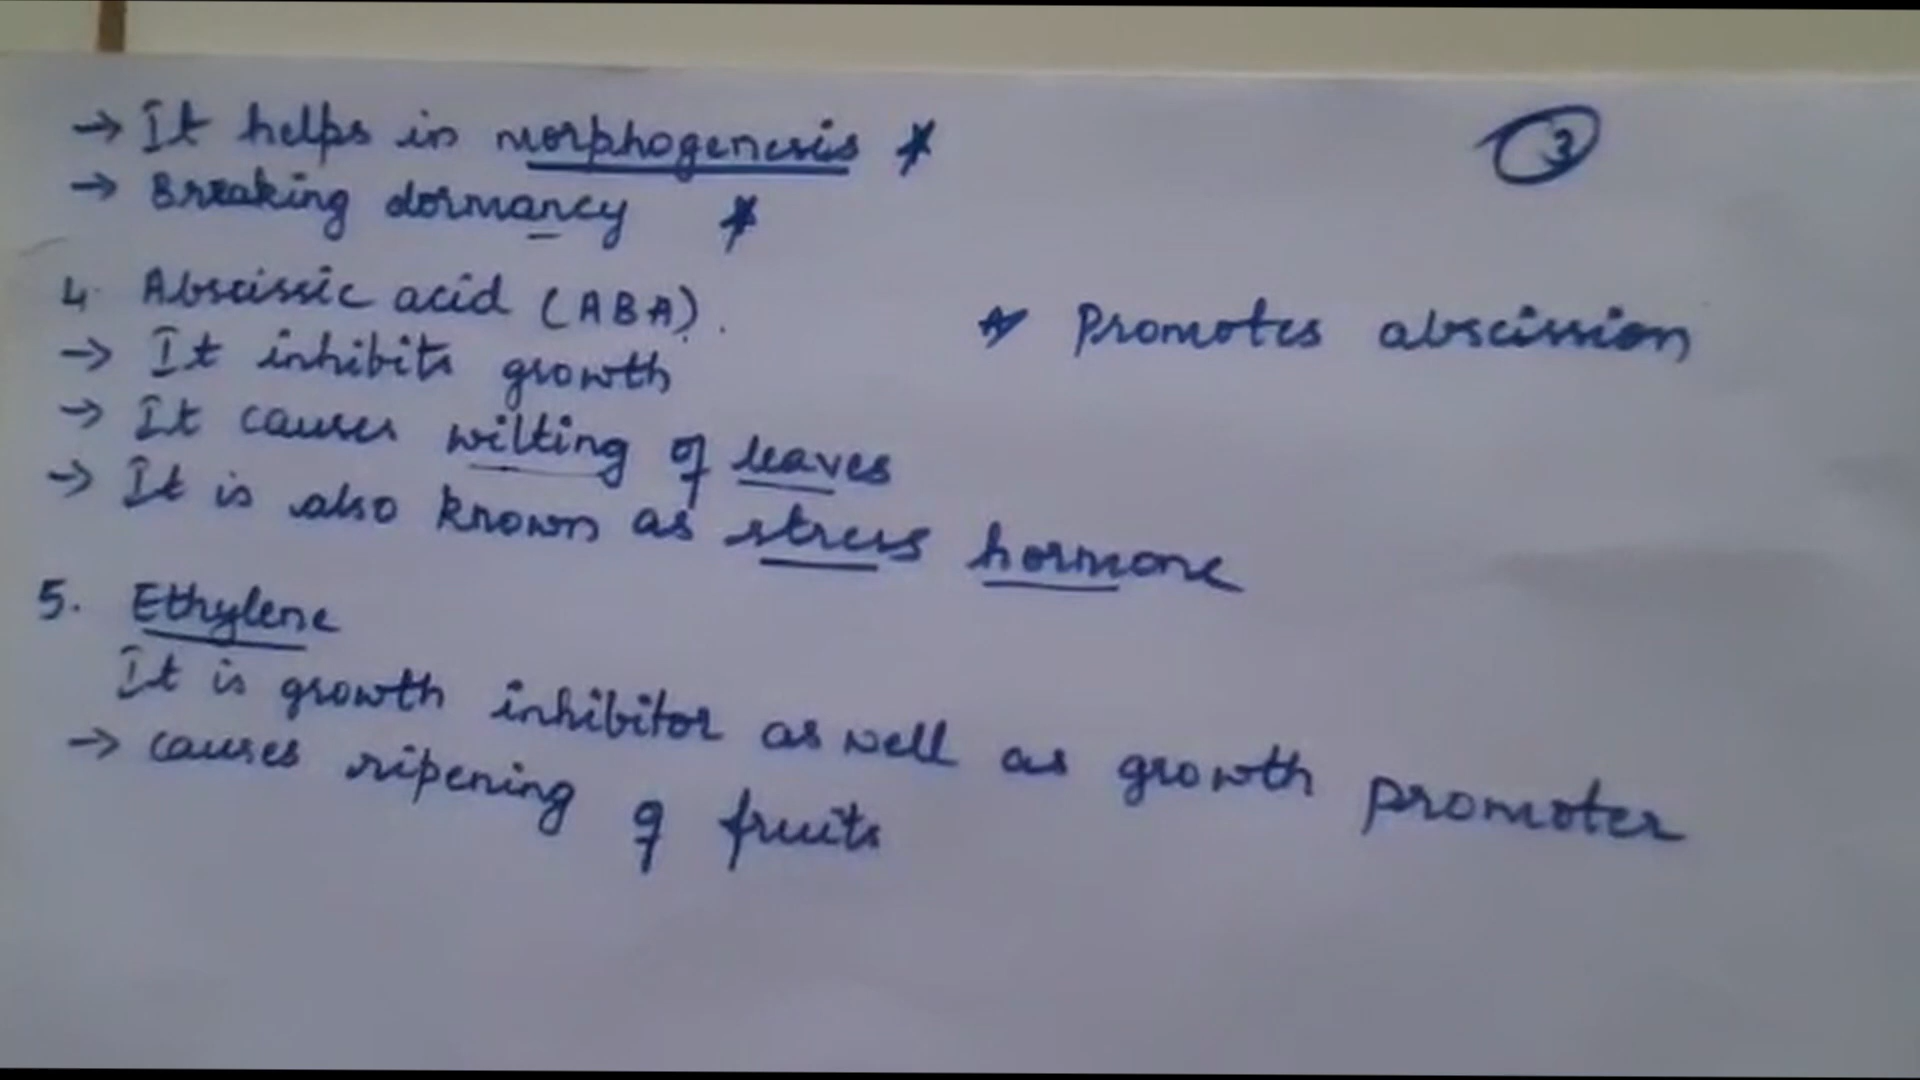 → It helps in morphogenesis *
3
→ Breaking dormancy *
4. Abscissic acid (ABA).
* Promotes abscission
→ It inhibits growth
→ It causes wilting of leaves
→ It is also known as stress hormone
5. Ethylene
It is growth inhibitor as well as growth promoter
→ causes ripening of fruits